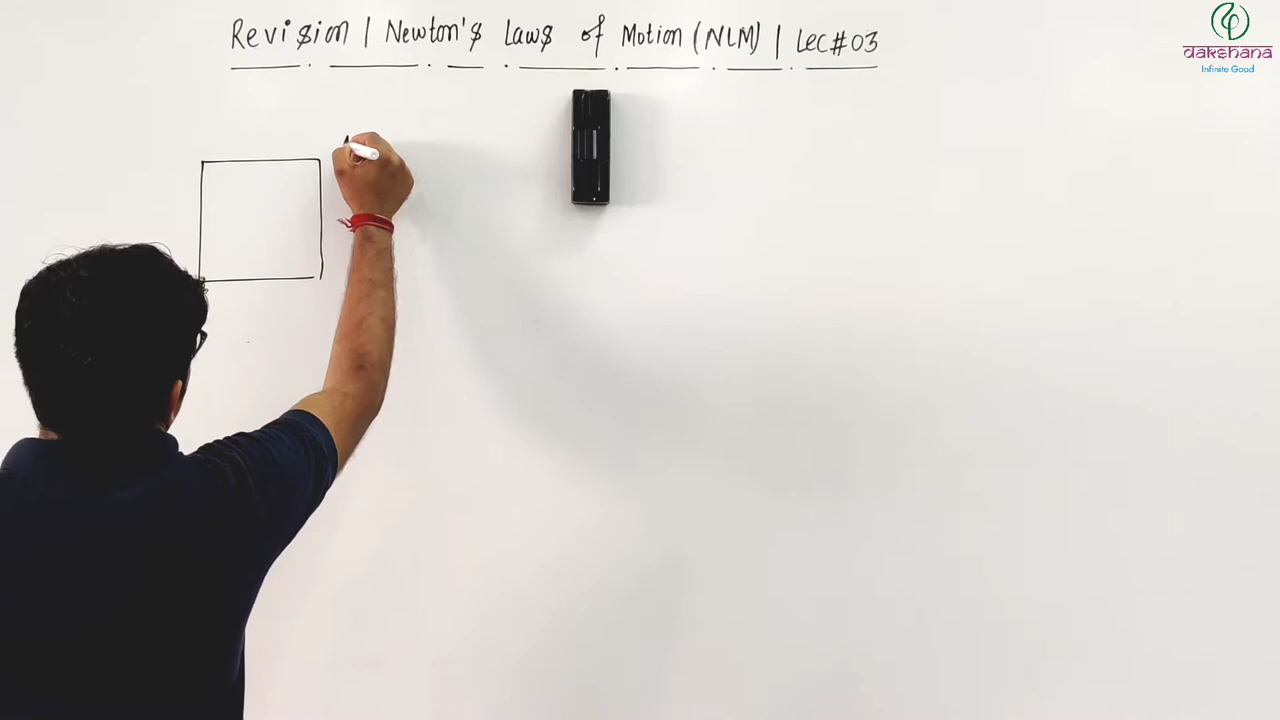 Revision | Newton's Laws of Motion (NLM) | Lec#03
dakshana
Infinite Good